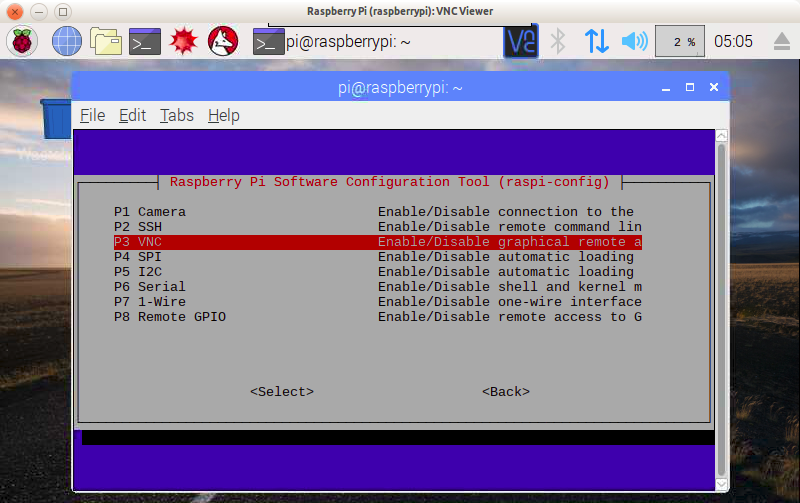 Raspberry Pi (raspberrypi): VNC Viewer
>_ >_ pi@raspberrypi: ~ 2 % 05:05
pi@raspberrypi: ~
File Edit Tabs Help
Raspberry Pi Software Configuration Tool (raspi-config)
P1 Camera Enable/Disable connection to the
P2 SSH Enable/Disable remote command lin
P3 VNC Enable/Disable graphical remote a
P4 SPI Enable/Disable automatic loading
P5 I2C Enable/Disable automatic loading
P6 Serial Enable/Disable shell and kernel m
P7 1-Wire Enable/Disable one-wire interface
P8 Remote GPIO Enable/Disable remote access to G
<Select> <Back>